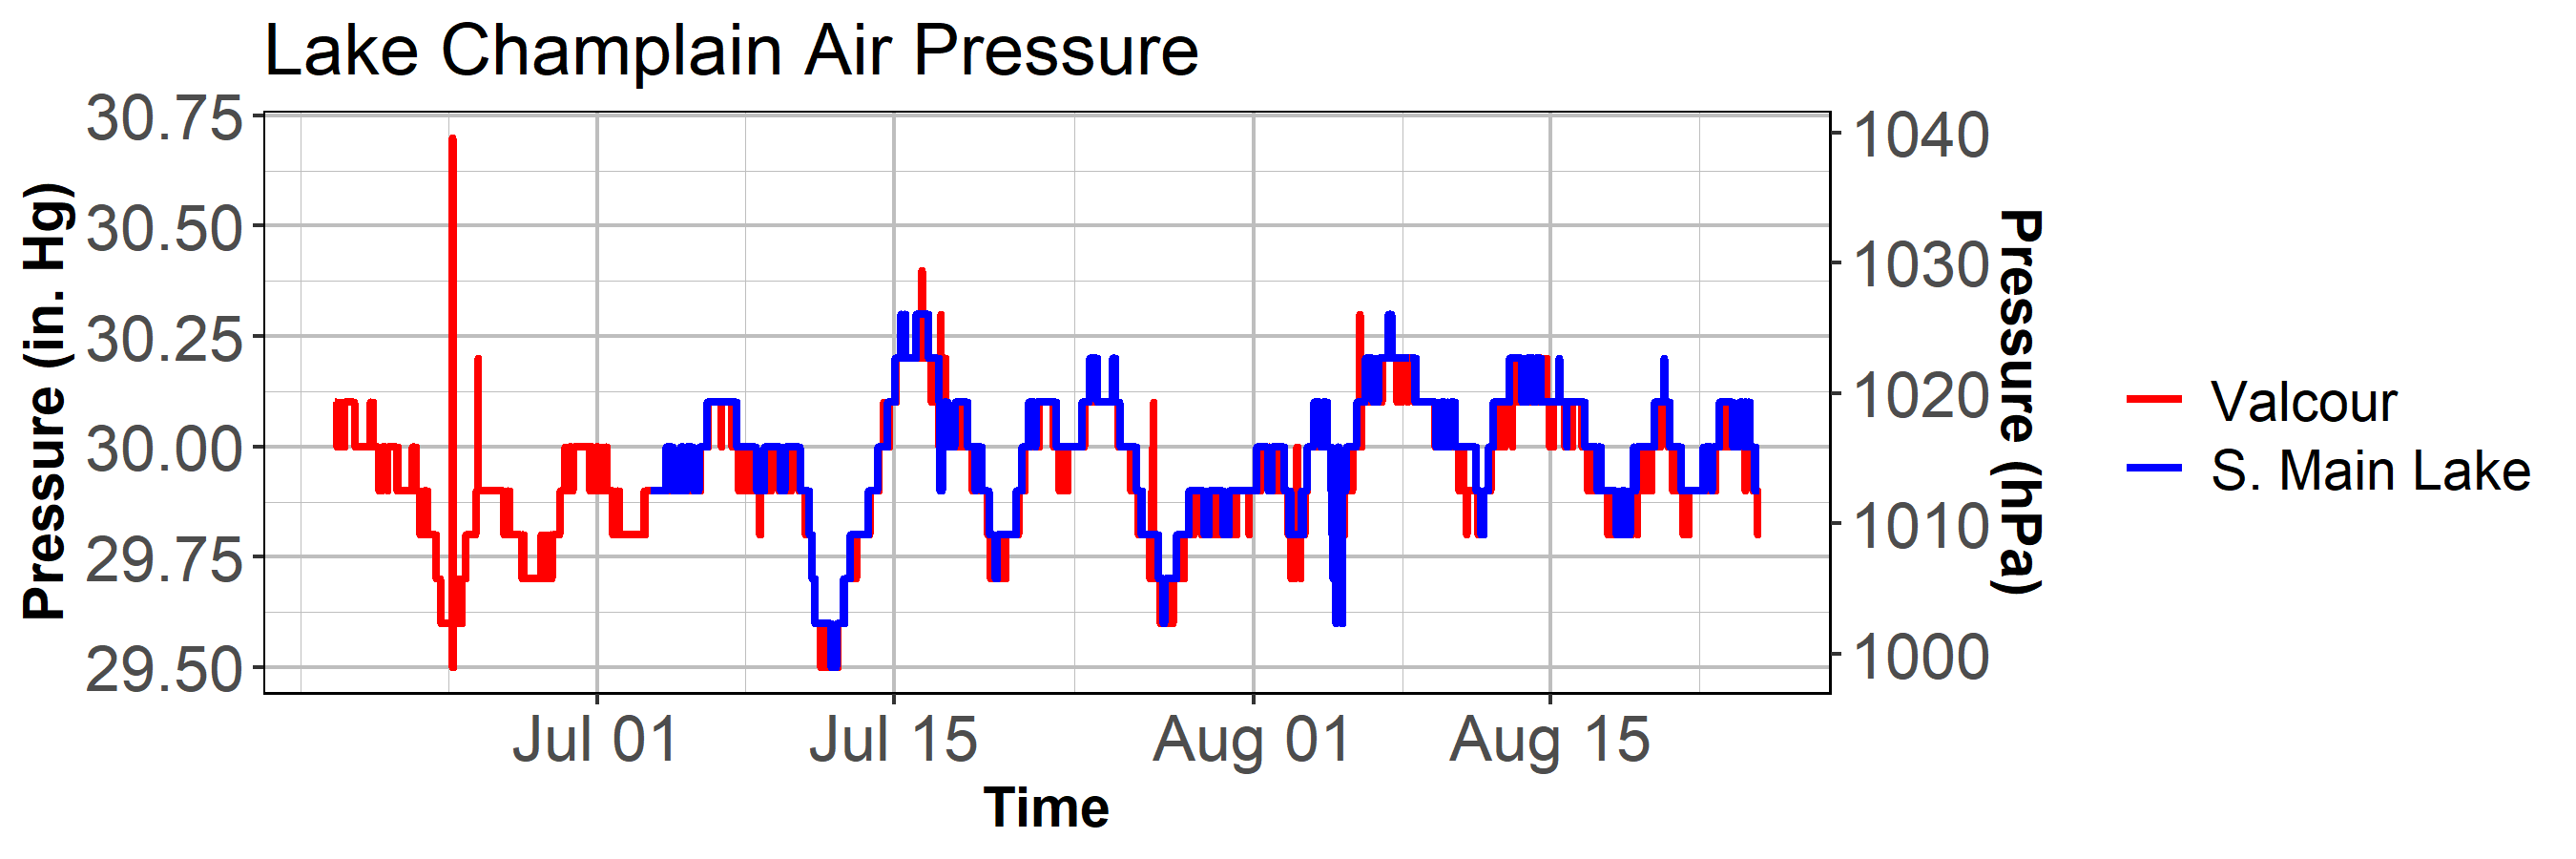 Lake Champlain Air Pressure
Pressure (in. Hg)
30.75
30.50
30.25
30.00
29.75
29.50
1040
1030
1020
1010
1000
Pressure (hPa)
Valcour
S. Main Lake
Jul 01 Jul 15 Aug 01 Aug 15
Time